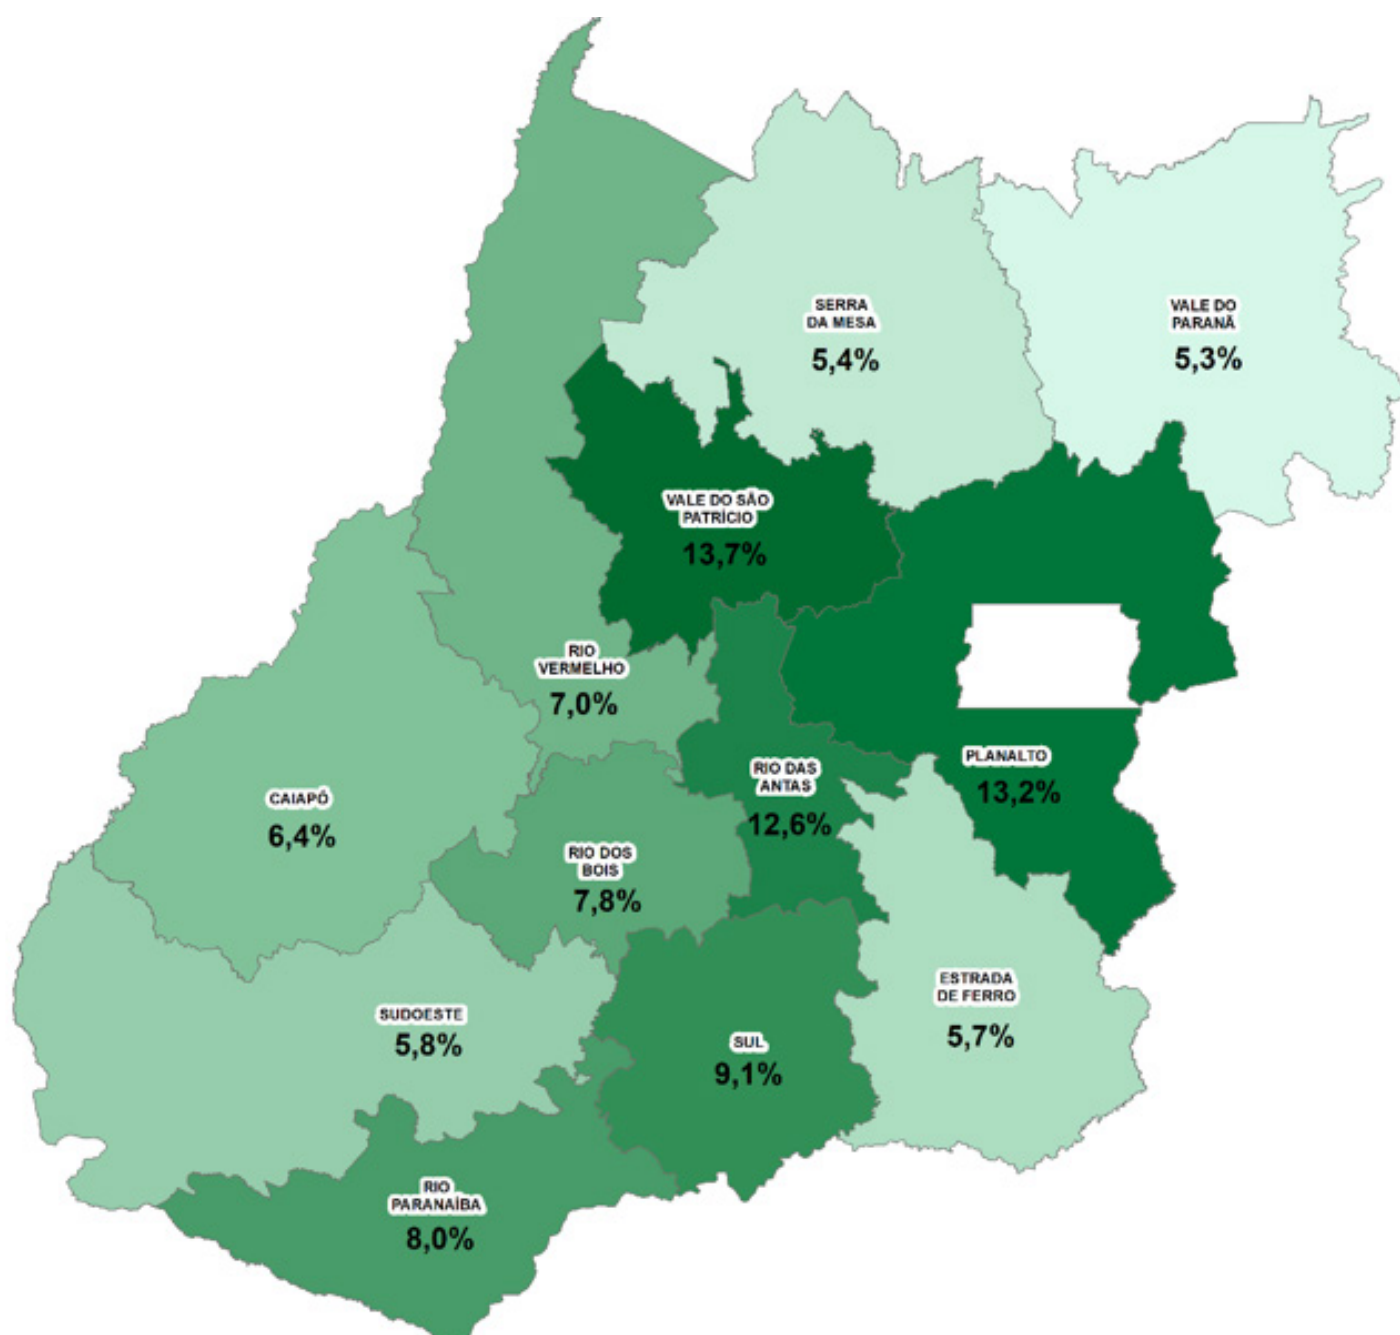 SERRA
DA MESA
5,4%
VALE DO
PARANÃ
5,3%
VALE DO SÃO
PATRÍCIO
13,7%
RIO
VERMELHO
7,0%
PLANALTO
13,2%
RIO DAS
ANTAS
12,6%
CAIAPÓ
6,4%
RIO DOS
BOIS
7,8%
ESTRADA
DE FERRO
5,7%
SUDOESTE
5,8%
SUL
9,1%
RIO
PARANAÍBA
8,0%